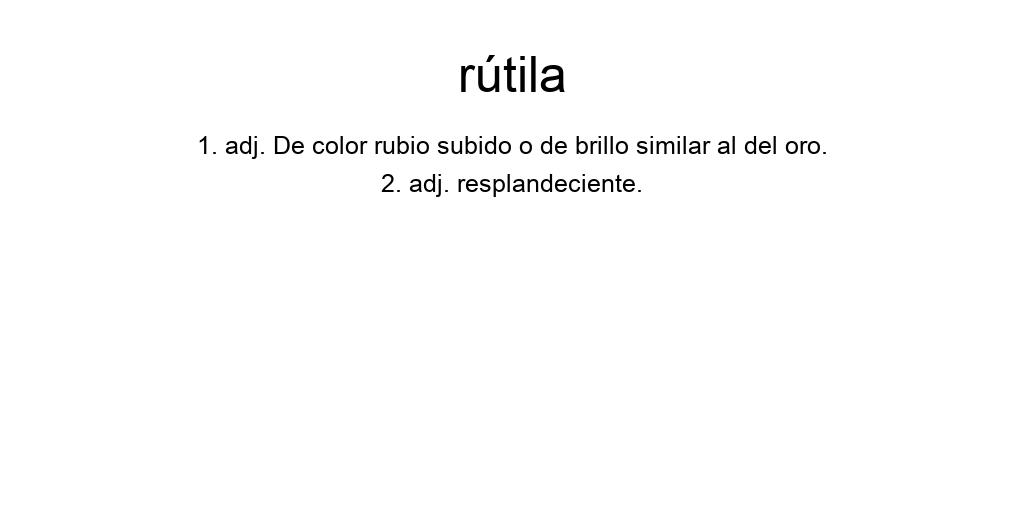 rútila
1. adj. De color rubio subido o de brillo similar al del oro.
2. adj. resplandeciente.